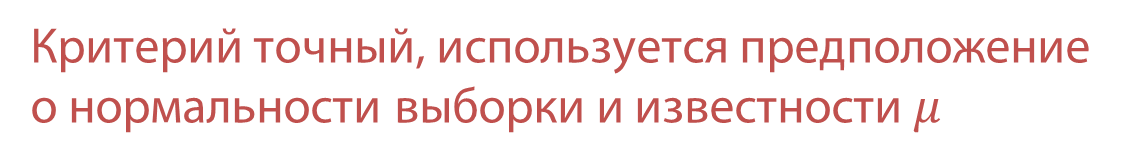 Критерий точный, используется предположение
о нормальности выборки и известности μ